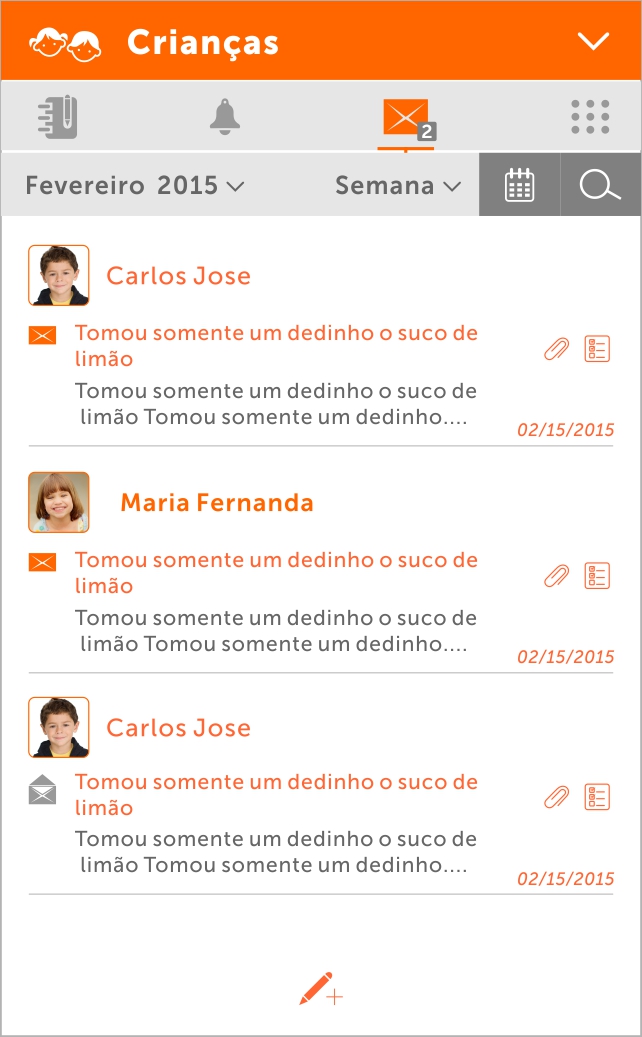 Crianças
2
Fevereiro 2015 Semana
Carlos Jose
Tomou somente um dedinho o suco de
limão
Tomou somente um dedinho o suco de
limão Tomou somente um dedinho....
02/15/2015
Maria Fernanda
Tomou somente um dedinho o suco de
limão
Tomou somente um dedinho o suco de
limão Tomou somente um dedinho....
02/15/2015
Carlos Jose
Tomou somente um dedinho o suco de
limão
Tomou somente um dedinho o suco de
limão Tomou somente um dedinho....
02/15/2015